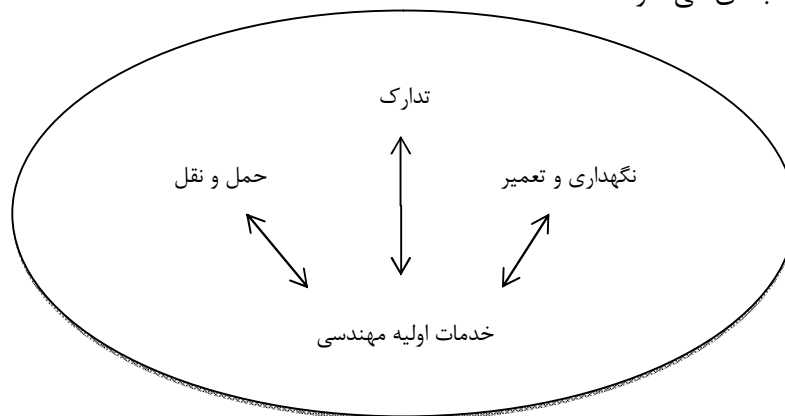 تدارک
نگهداری و تعمیر
حمل و نقل
خدمات اولیه مهندسی